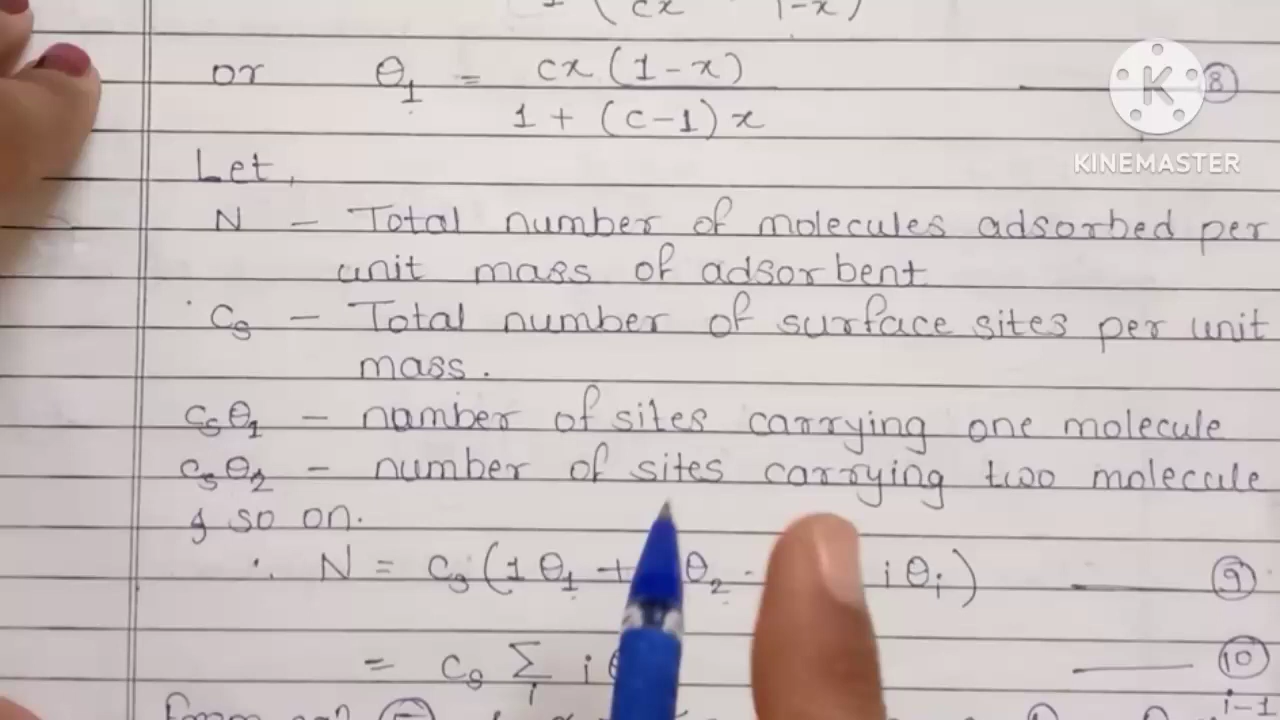 or θ₁ = cx (1-x) / 1 + (c-1) x ⑧
KINEMASTER
Let,
N - Total number of molecules adsorbed per
unit mass of adsorbent
Cs - Total number of surface sites per unit
mass.
Csθ₁ - number of sites carrying one molecule
Csθ₂ - number of sites carrying two molecule
& so on.
∴ N = Cs (1θ₁ + θ₂ - iθᵢ) ⑨
= Cs Σᵢ i ⑩